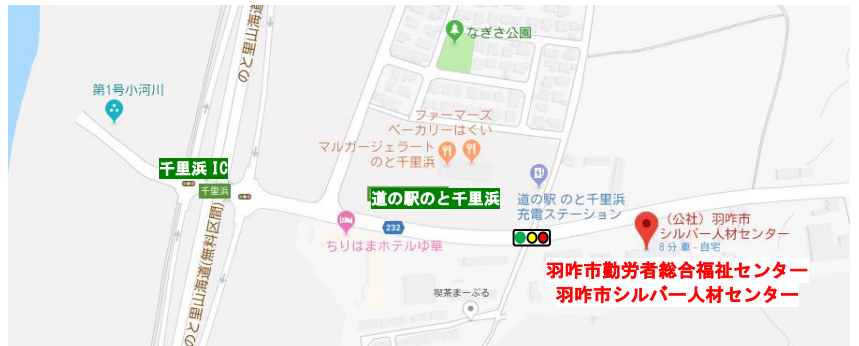 なぎさ公園
のと里山海道
第1号小河川
ファーマーズ
ベーカリーはくい
マルガージェラート
のと千里浜
千里浜 IC
千里浜
道の駅のと千里浜
道の駅 のと千里浜
充電ステーション
232
ちりはまホテルゆ華
（公社）羽咋市
シルバー人材センター
8 分 車 - 自宅
羽咋市勤労者総合福祉センター
羽咋市シルバー人材センター
喫茶まーぶる
のと里山海道(無料区間)